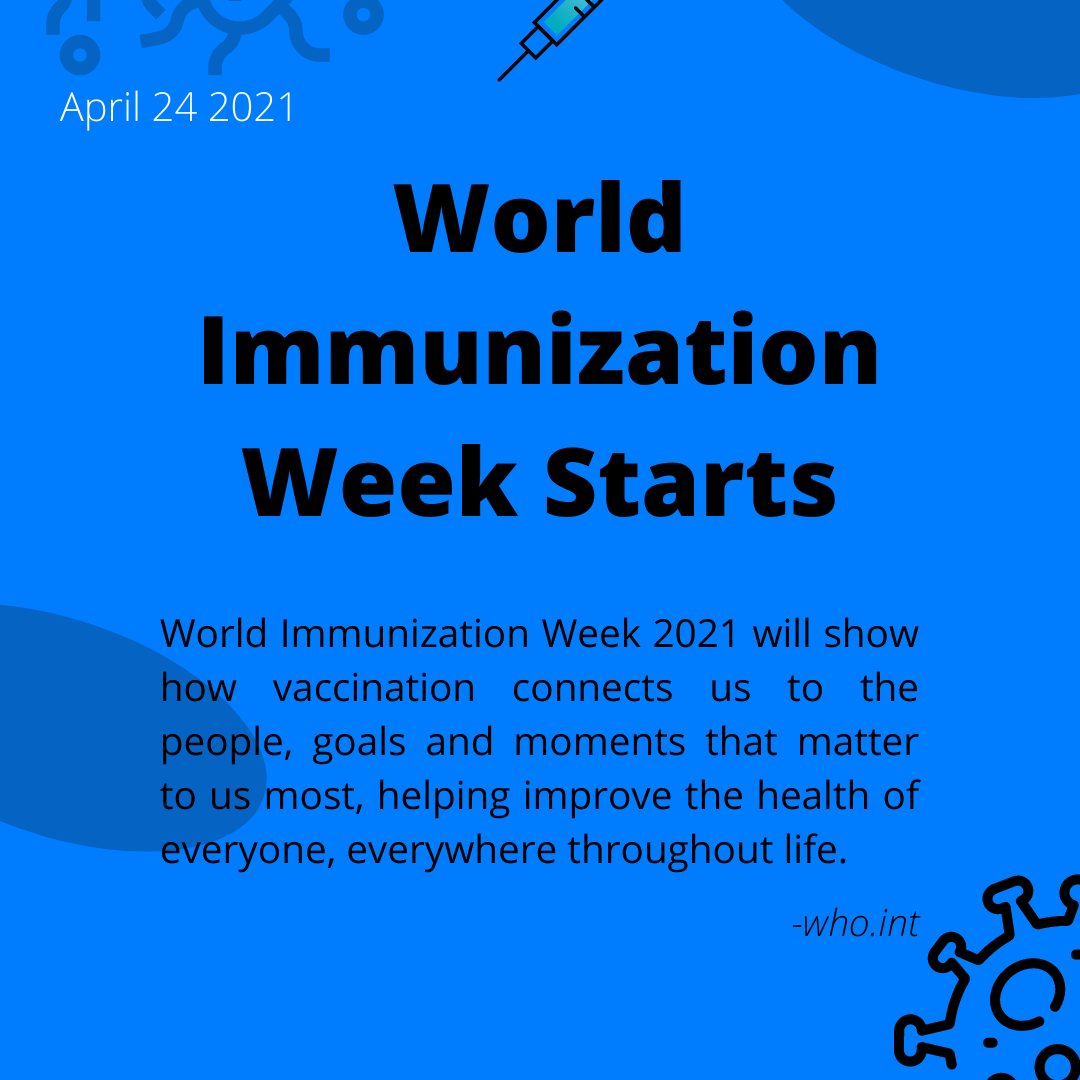 April 24 2021
World
Immunization
Week Starts
World Immunization Week 2021 will show
how vaccination connects us to the
people, goals and moments that matter
to us most, helping improve the health of
everyone, everywhere throughout life.
-who.int